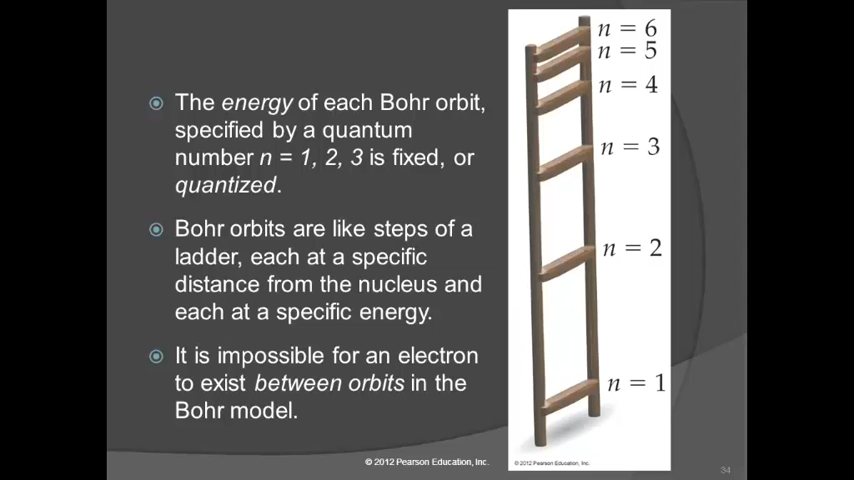 The energy of each Bohr orbit,
specified by a quantum
number n = 1, 2, 3 is fixed, or
quantized.
Bohr orbits are like steps of a
ladder, each at a specific
distance from the nucleus and
each at a specific energy.
It is impossible for an electron
to exist between orbits in the
Bohr model.
n = 6
n = 5
n = 4
n = 3
n = 2
n = 1
© 2012 Pearson Education, Inc.
© 2012 Pearson Education, Inc.
34